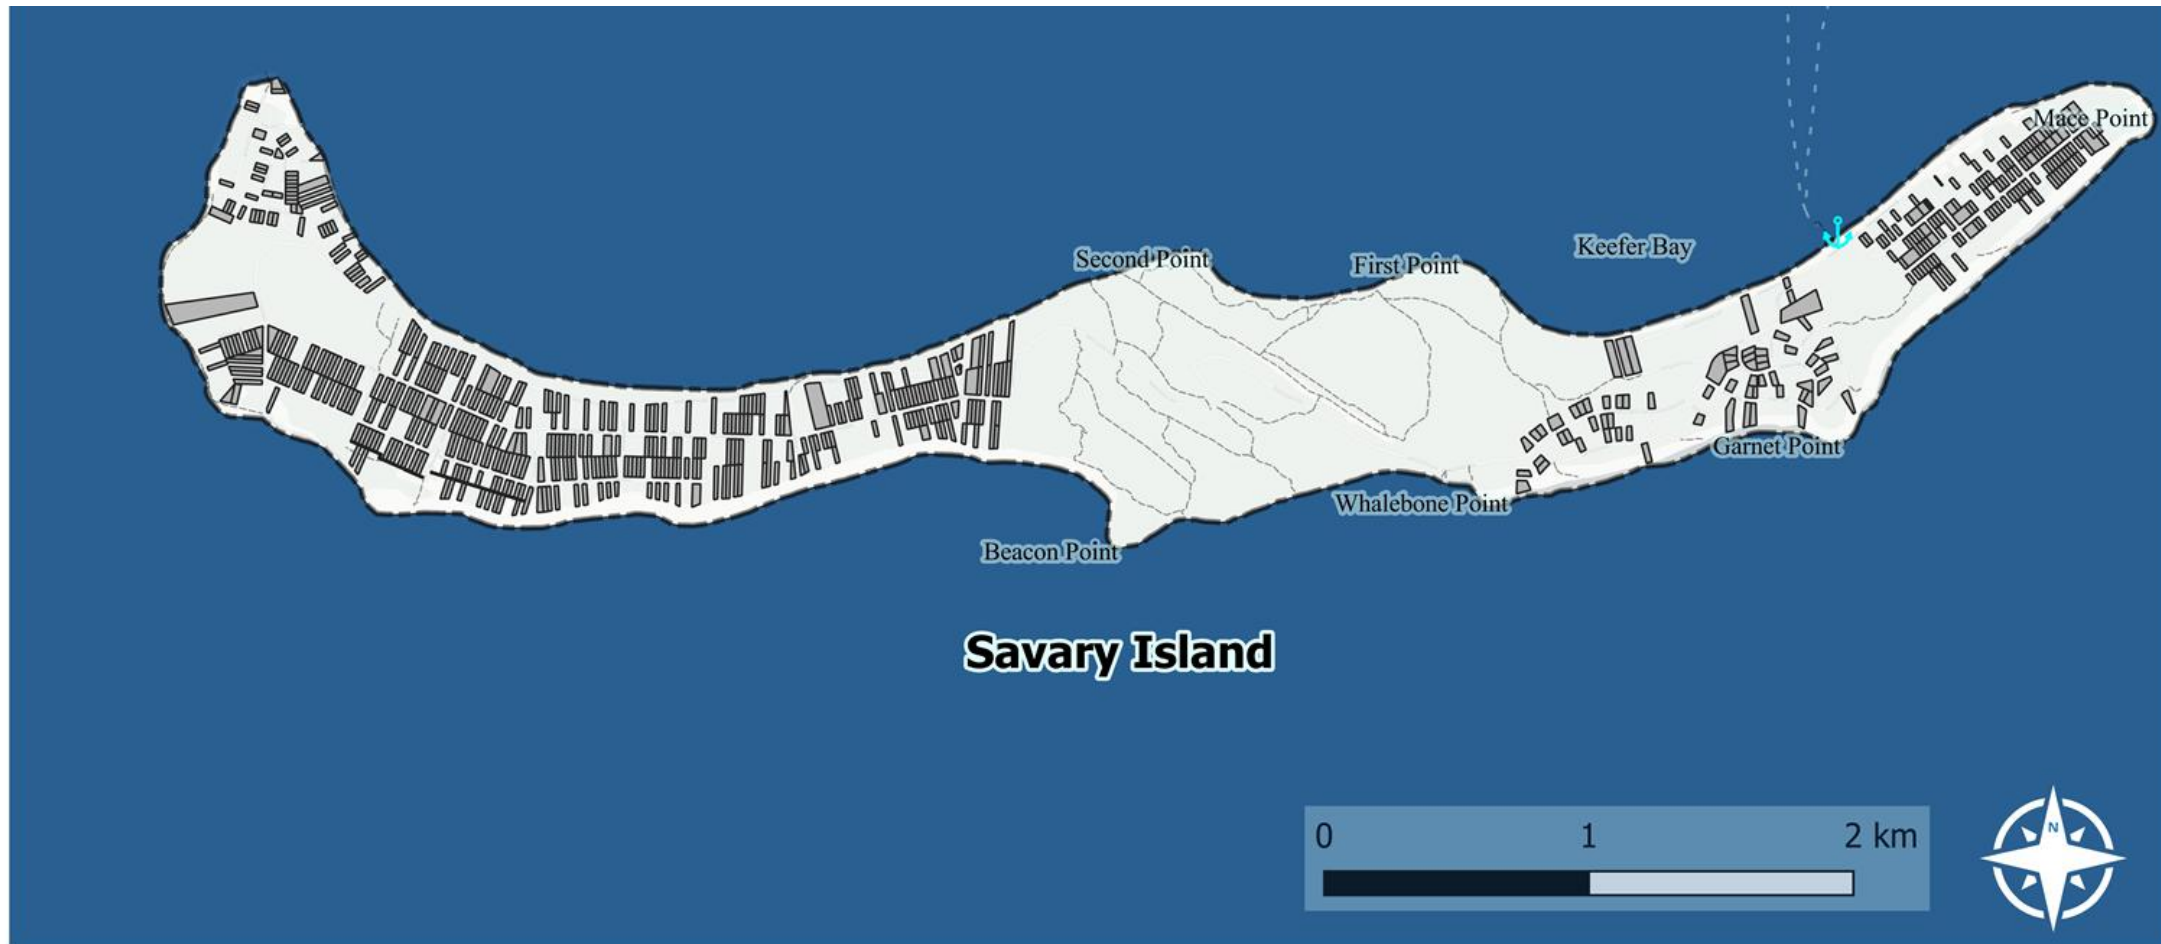 Mace Point
Keefer Bay
Second Point
First Point
Garnet Point
Whalebone Point
Beacon Point
Savary Island
0 1 2 km
N